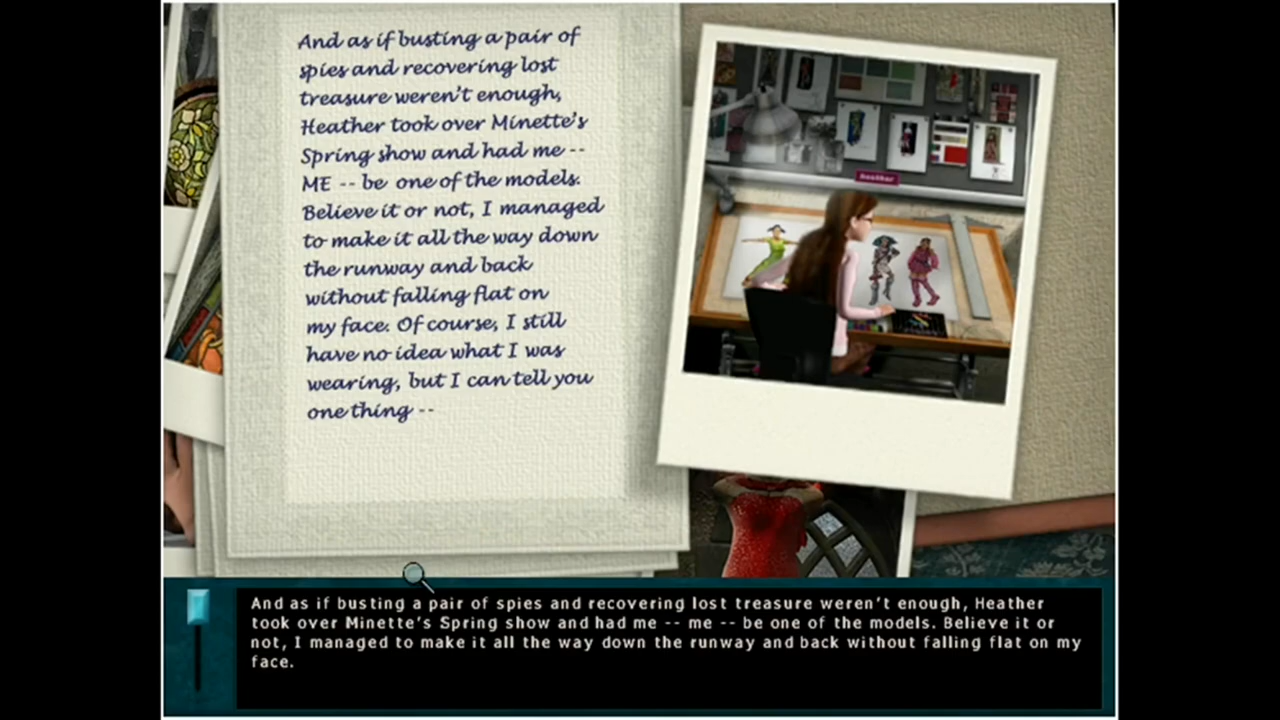 And as if busting a pair of
spies and recovering lost
treasure weren't enough,
Heather took over Minette's
Spring show and had me --
ME -- be one of the models.
Believe it or not, I managed
to make it all the way down
the runway and back
without falling flat on
my face. Of course, I still
have no idea what I was
wearing, but I can tell you
one thing --
heather
And as if busting a pair of spies and recovering lost treasure weren't enough, Heather
took over Minette's Spring show and had me -- me -- be one of the models. Believe it or
not, I managed to make it all the way down the runway and back without falling flat on my
face.